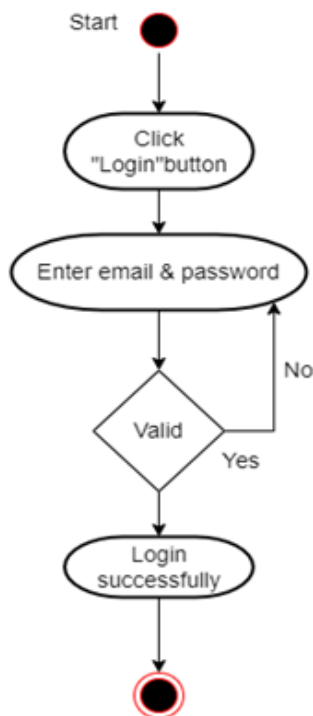 Start
Click
"Login"button
Enter email & password
No
Valid
Yes
Login
successfully